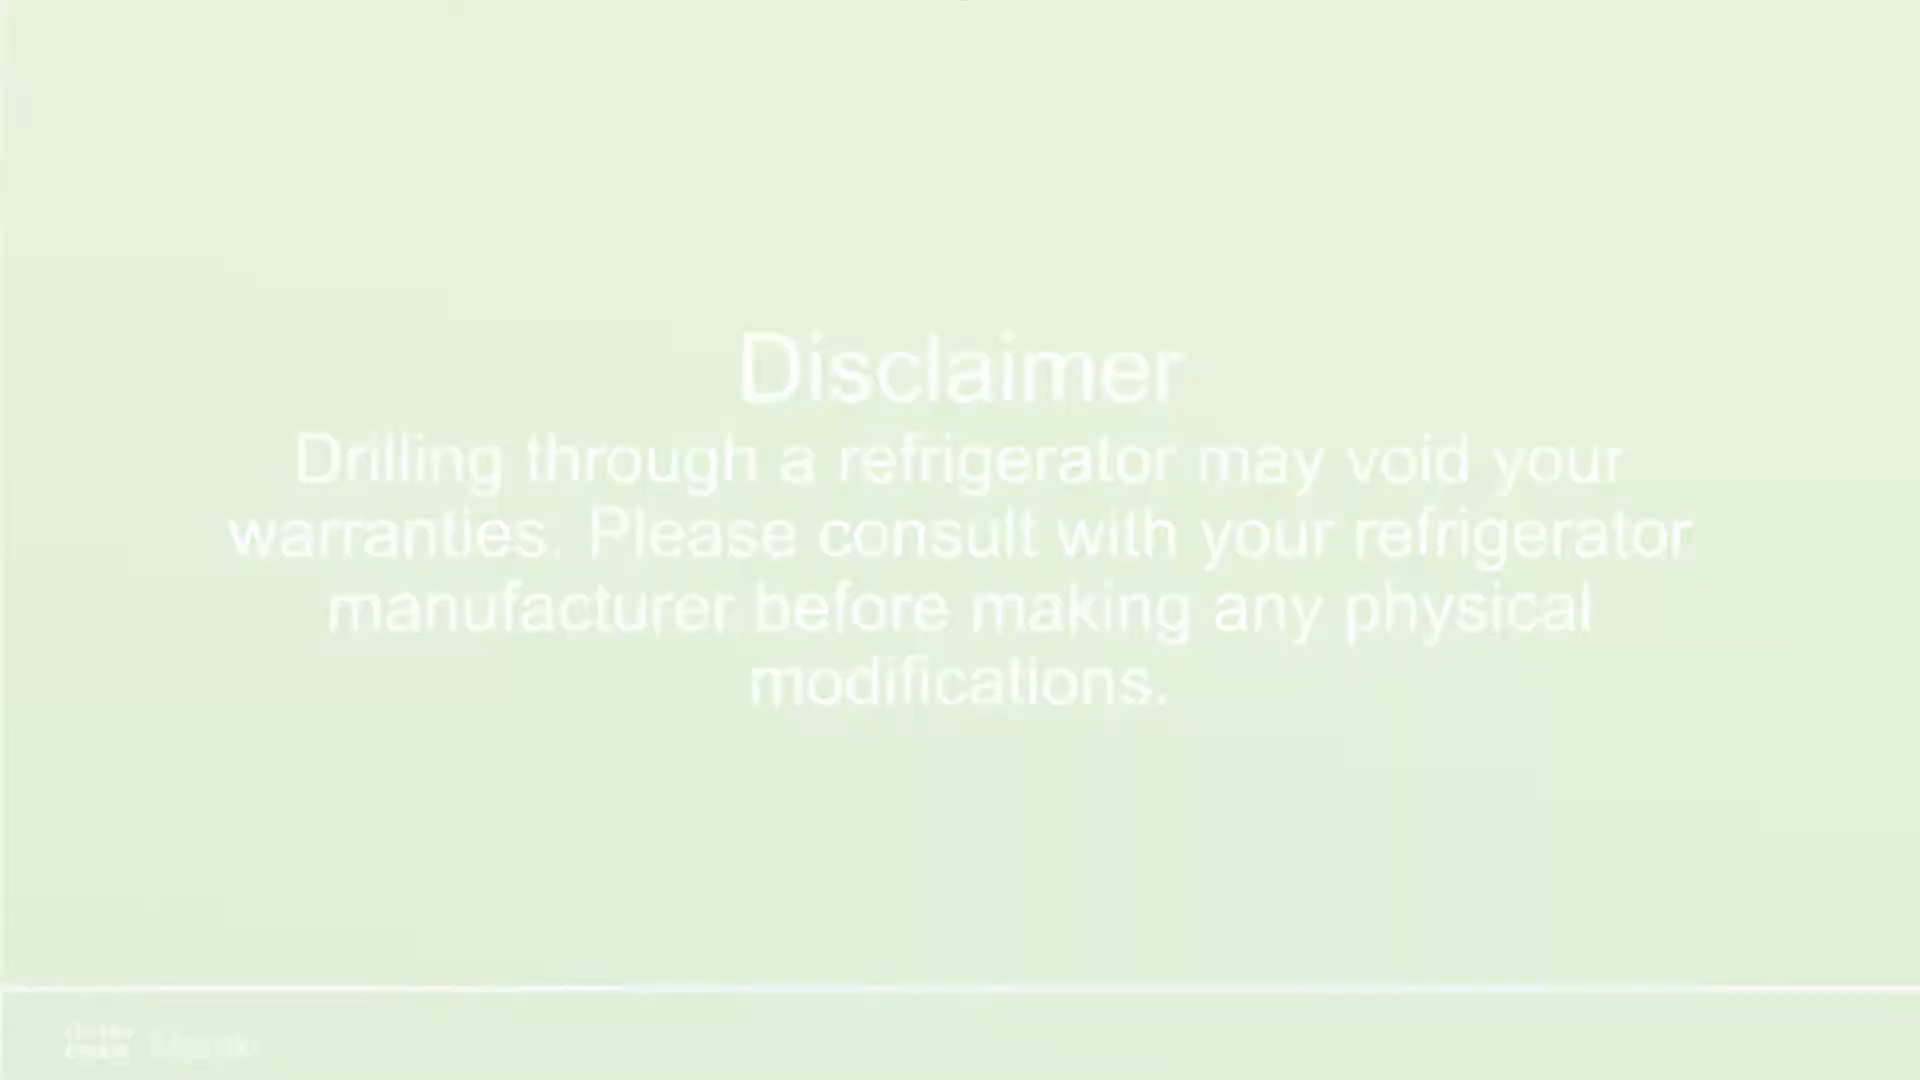 Disclaimer
Drilling through a refrigerator may void your
warranties. Please consult with your refrigerator
manufacturer before making any physical
modifications.